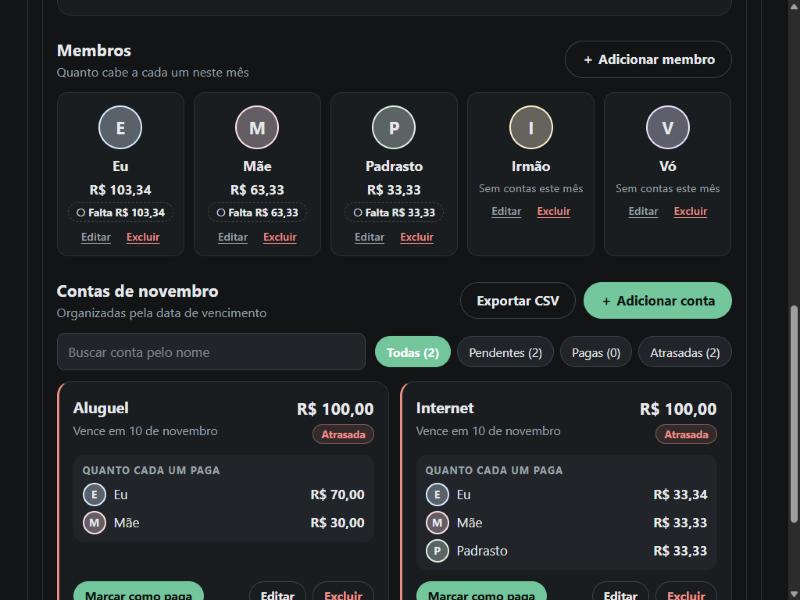 Membros
Quanto cabe a cada um neste mês
+ Adicionar membro
E
Eu
R$ 103,34
Falta R$ 103,34
Editar Excluir
M
Mãe
R$ 63,33
Falta R$ 63,33
Editar Excluir
P
Padrasto
R$ 33,33
Falta R$ 33,33
Editar Excluir
I
Irmão
Sem contas este mês
Editar Excluir
V
Vó
Sem contas este mês
Editar Excluir
Contas de novembro
Organizadas pela data de vencimento
Exportar CSV
+ Adicionar conta
Buscar conta pelo nome
Todas (2)
Pendentes (2)
Pagas (0)
Atrasadas (2)
Aluguel R$ 100,00
Vence em 10 de novembro Atrasada
QUANTO CADA UM PAGA
E Eu R$ 70,00
M Mãe R$ 30,00
Marcar como paga Editar Excluir
Internet R$ 100,00
Vence em 10 de novembro Atrasada
QUANTO CADA UM PAGA
E Eu R$ 33,34
M Mãe R$ 33,33
P Padrasto R$ 33,33
Marcar como paga Editar Excluir